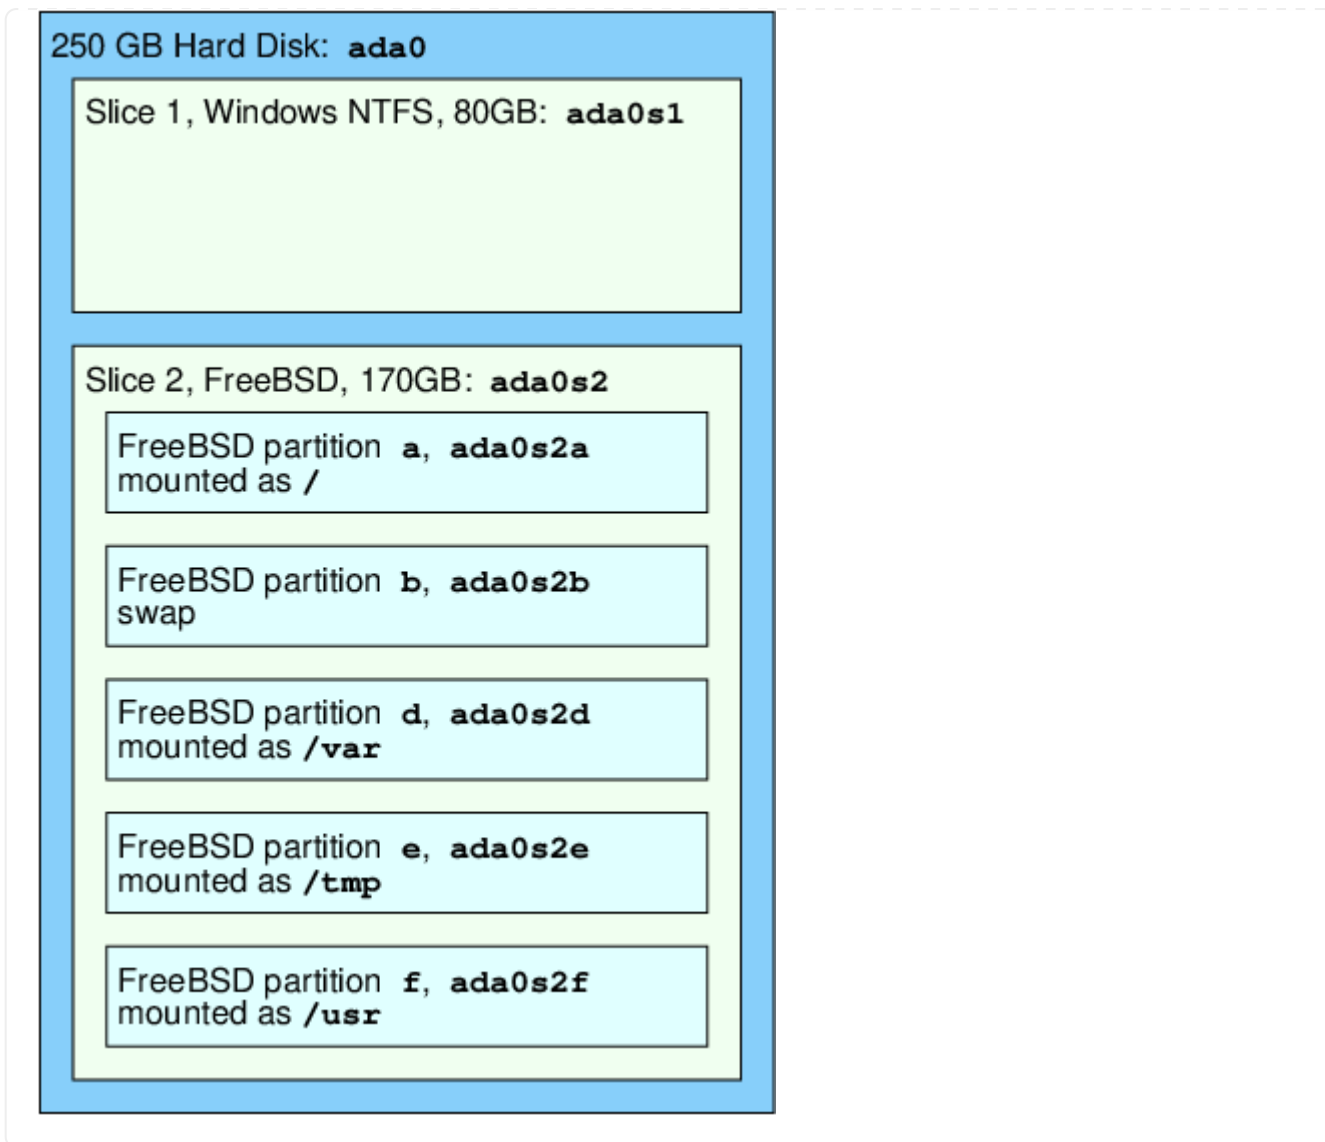 250 GB Hard Disk: ada0
Slice 1, Windows NTFS, 80GB: ada0s1
Slice 2, FreeBSD, 170GB: ada0s2
FreeBSD partition a, ada0s2a
mounted as /
FreeBSD partition b, ada0s2b
swap
FreeBSD partition d, ada0s2d
mounted as /var
FreeBSD partition e, ada0s2e
mounted as /tmp
FreeBSD partition f, ada0s2f
mounted as /usr